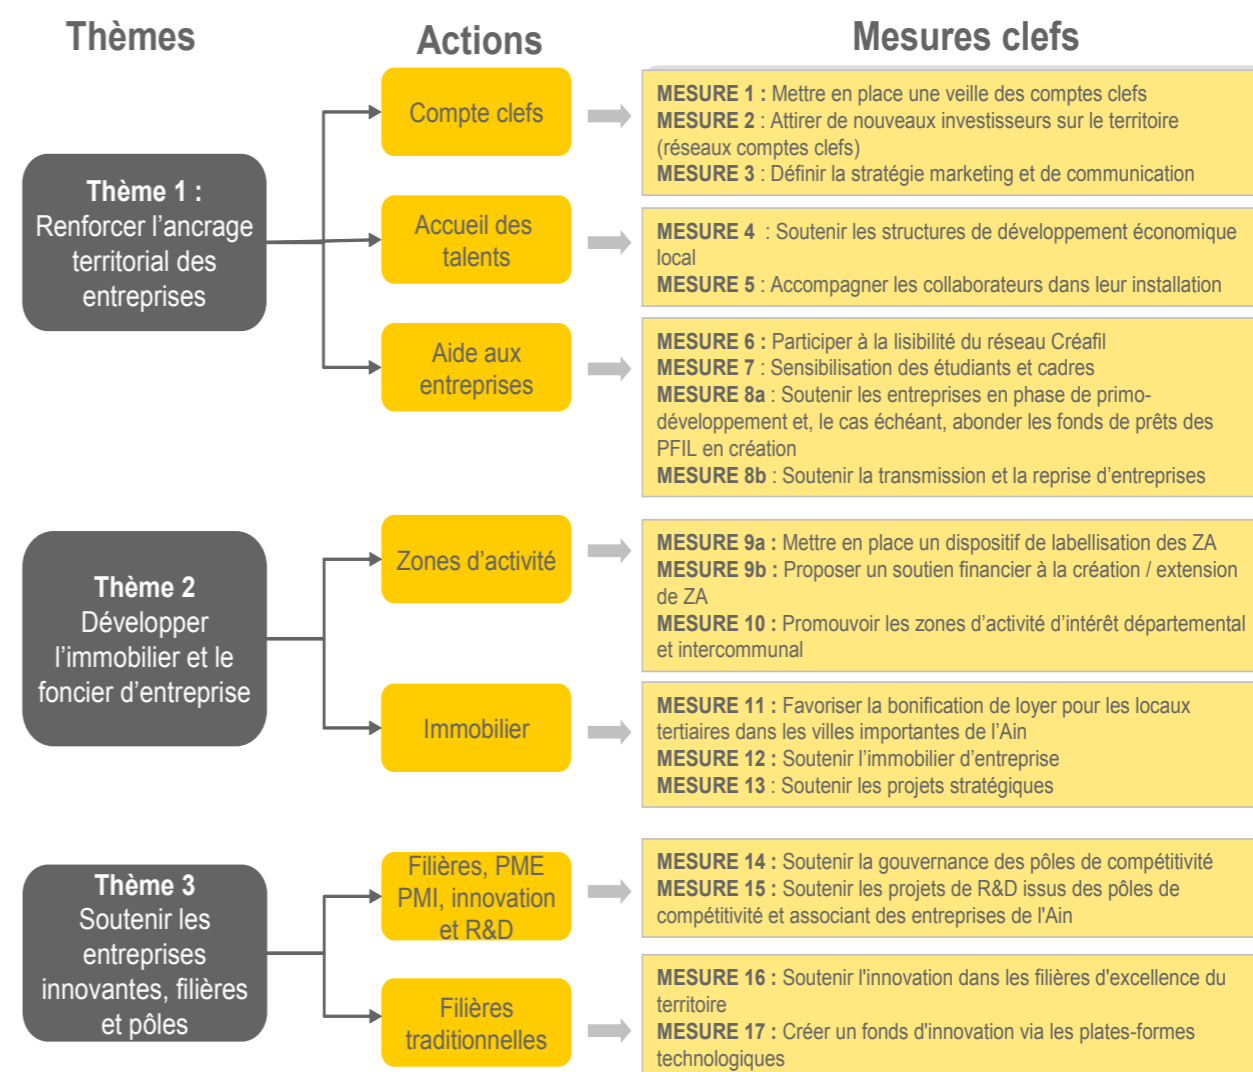 Thèmes
Actions
Mesures clefs
Thème 1 :
Renforcer l’ancrage
territorial des
entreprises
Compte clefs
MESURE 1 : Mettre en place une veille des comptes clefs
MESURE 2 : Attirer de nouveaux investisseurs sur le territoire
(réseaux comptes clefs)
MESURE 3 : Définir la stratégie marketing et de communication
Accueil des
talents
MESURE 4 : Soutenir les structures de développement économique
local
MESURE 5 : Accompagner les collaborateurs dans leur installation
Aide aux
entreprises
MESURE 6 : Participer à la lisibilité du réseau Créafil
MESURE 7 : Sensibilisation des étudiants et cadres
MESURE 8a : Soutenir les entreprises en phase de primo-
développement et, le cas échéant, abonder les fonds de prêts des
PFIL en création
MESURE 8b : Soutenir la transmission et la reprise d’entreprises
Thème 2
Développer
l’immobilier et le
foncier d’entreprise
Zones d’activité
MESURE 9a : Mettre en place un dispositif de labellisation des ZA
MESURE 9b : Proposer un soutien financier à la création / extension
de ZA
MESURE 10 : Promouvoir les zones d’activité d’intérêt départemental
et intercommunal
Immobilier
MESURE 11 : Favoriser la bonification de loyer pour les locaux
tertiaires dans les villes importantes de l’Ain
MESURE 12 : Soutenir l’immobilier d’entreprise
MESURE 13 : Soutenir les projets stratégiques
Thème 3
Soutenir les
entreprises
innovantes, filières
et pôles
Filières, PME
PMI, innovation
et R&D
MESURE 14 : Soutenir la gouvernance des pôles de compétitivité
MESURE 15 : Soutenir les projets de R&D issus des pôles de
compétitivité et associant des entreprises de l'Ain
Filières
traditionnelles
MESURE 16 : Soutenir l'innovation dans les filières d'excellence du
territoire
MESURE 17 : Créer un fonds d'innovation via les plates-formes
technologiques